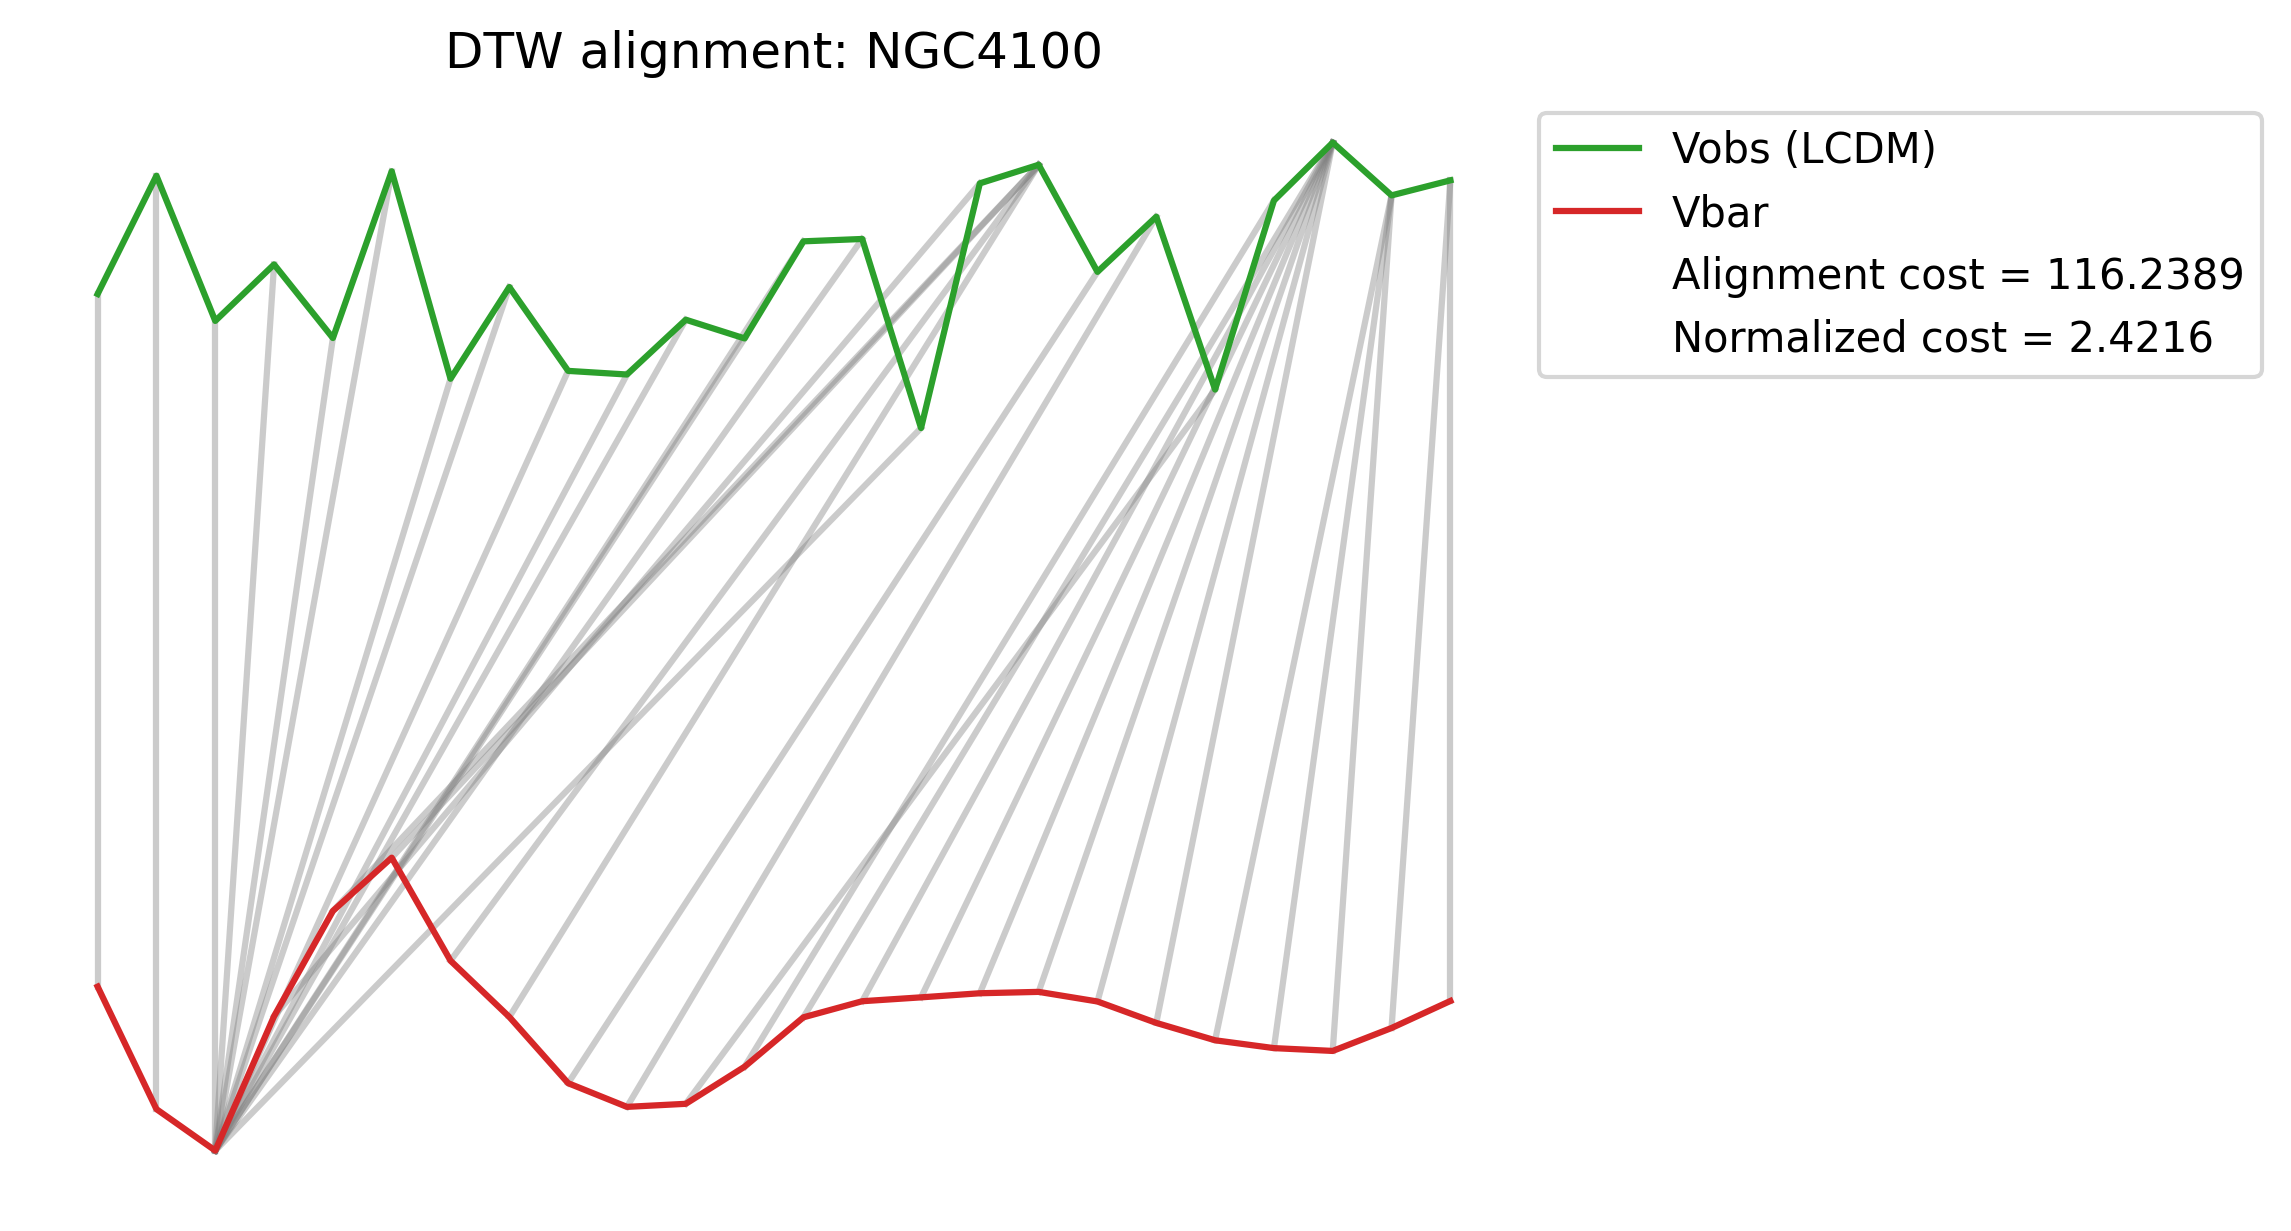 DTW alignment: NGC4100
Vobs (LCDM)
Vbar
Alignment cost = 116.2389
Normalized cost = 2.4216